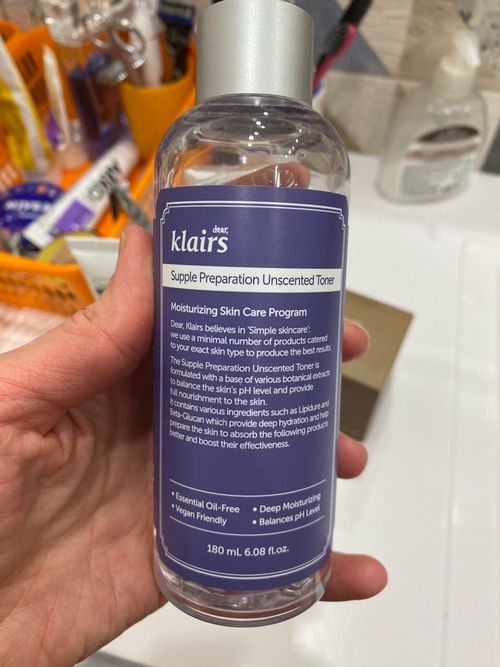 dear,
klairs
Supple Preparation Unscented Toner
Moisturizing Skin Care Program
Dear, Klairs believes in 'Simple skincare':
we use a minimal number of products catered
to your exact skin type to produce the best results.
The Supple Preparation Unscented Toner is
formulated with a base of various botanical extracts
to balance the skin's pH level and provide
full nourishment to the skin.
It contains various ingredients such as Lipidure and
Beta-Glucan which provide deep hydration and help
prepare the skin to absorb the following products
better and boost their effectiveness.
• Essential Oil-Free
• Deep Moisturizing
• Vegan Friendly
• Balances pH Level
180 mL 6.08 fl.oz.
NIVEA